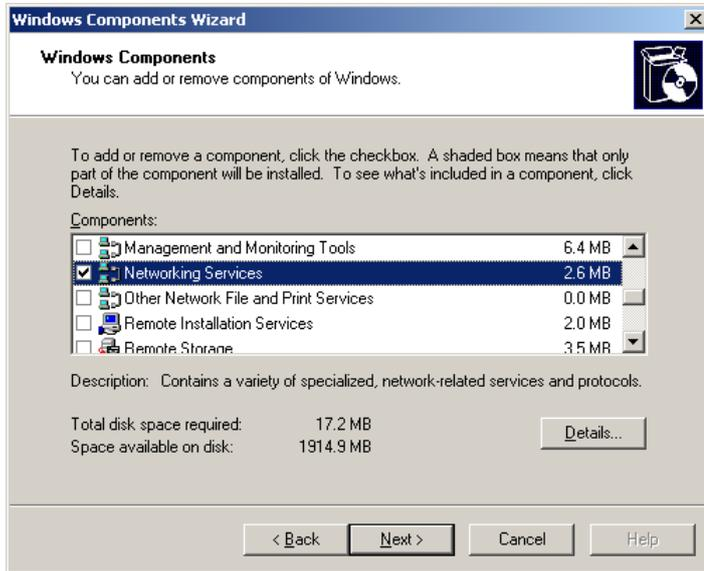 Windows Components Wizard
Windows Components
You can add or remove components of Windows.
To add or remove a component, click the checkbox. A shaded box means that only
part of the component will be installed. To see what's included in a component, click
Details.
Components:
Management and Monitoring Tools 6.4 MB
Networking Services 2.6 MB
Other Network File and Print Services 0.0 MB
Remote Installation Services 2.0 MB
Remote Storage 3.5 MB
Description: Contains a variety of specialized, network-related services and protocols.
Total disk space required: 17.2 MB
Space available on disk: 1914.9 MB
Details...
< Back Next > Cancel Help